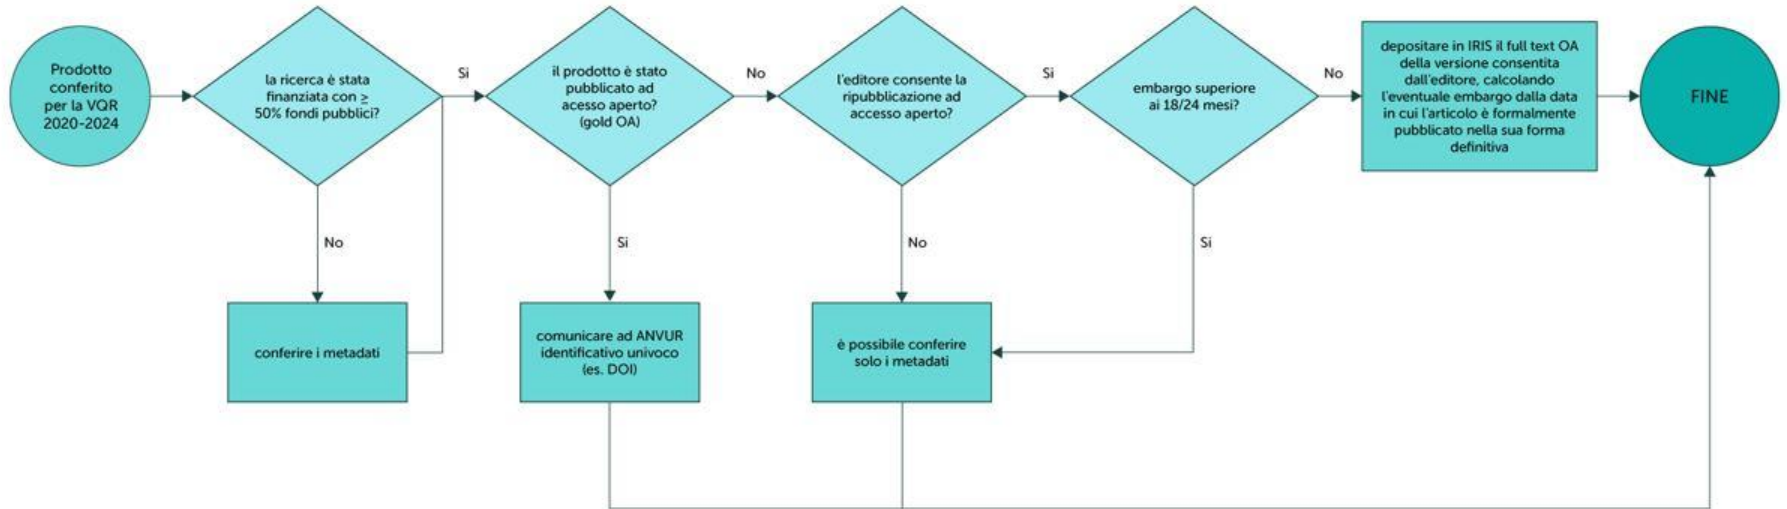 Prodotto
conferito
per la VQR
2020-2024
la ricerca è stata
finanziata con ≥
50% fondi pubblici?
Si
il prodotto è stato
pubblicato ad
acesso aperto?
(gold OA)
No
l'editore consente la
ripubblicazione ad
accesso aperto?
Si
embargo superiore
ai 18/24 mesi?
No
depositare in IRIS il full text OA
della versione consentita
dall'editore, calcolando
l'eventuale embargo dalla data
in cui l'articolo è formalmente
pubblicato nella sua forma
definitiva
FINE
No
Si
No
Si
conferire i metadati
comunicare ad ANVUR
identificativo univoco
(es. DOI)
è possibile conferire
solo i metadati